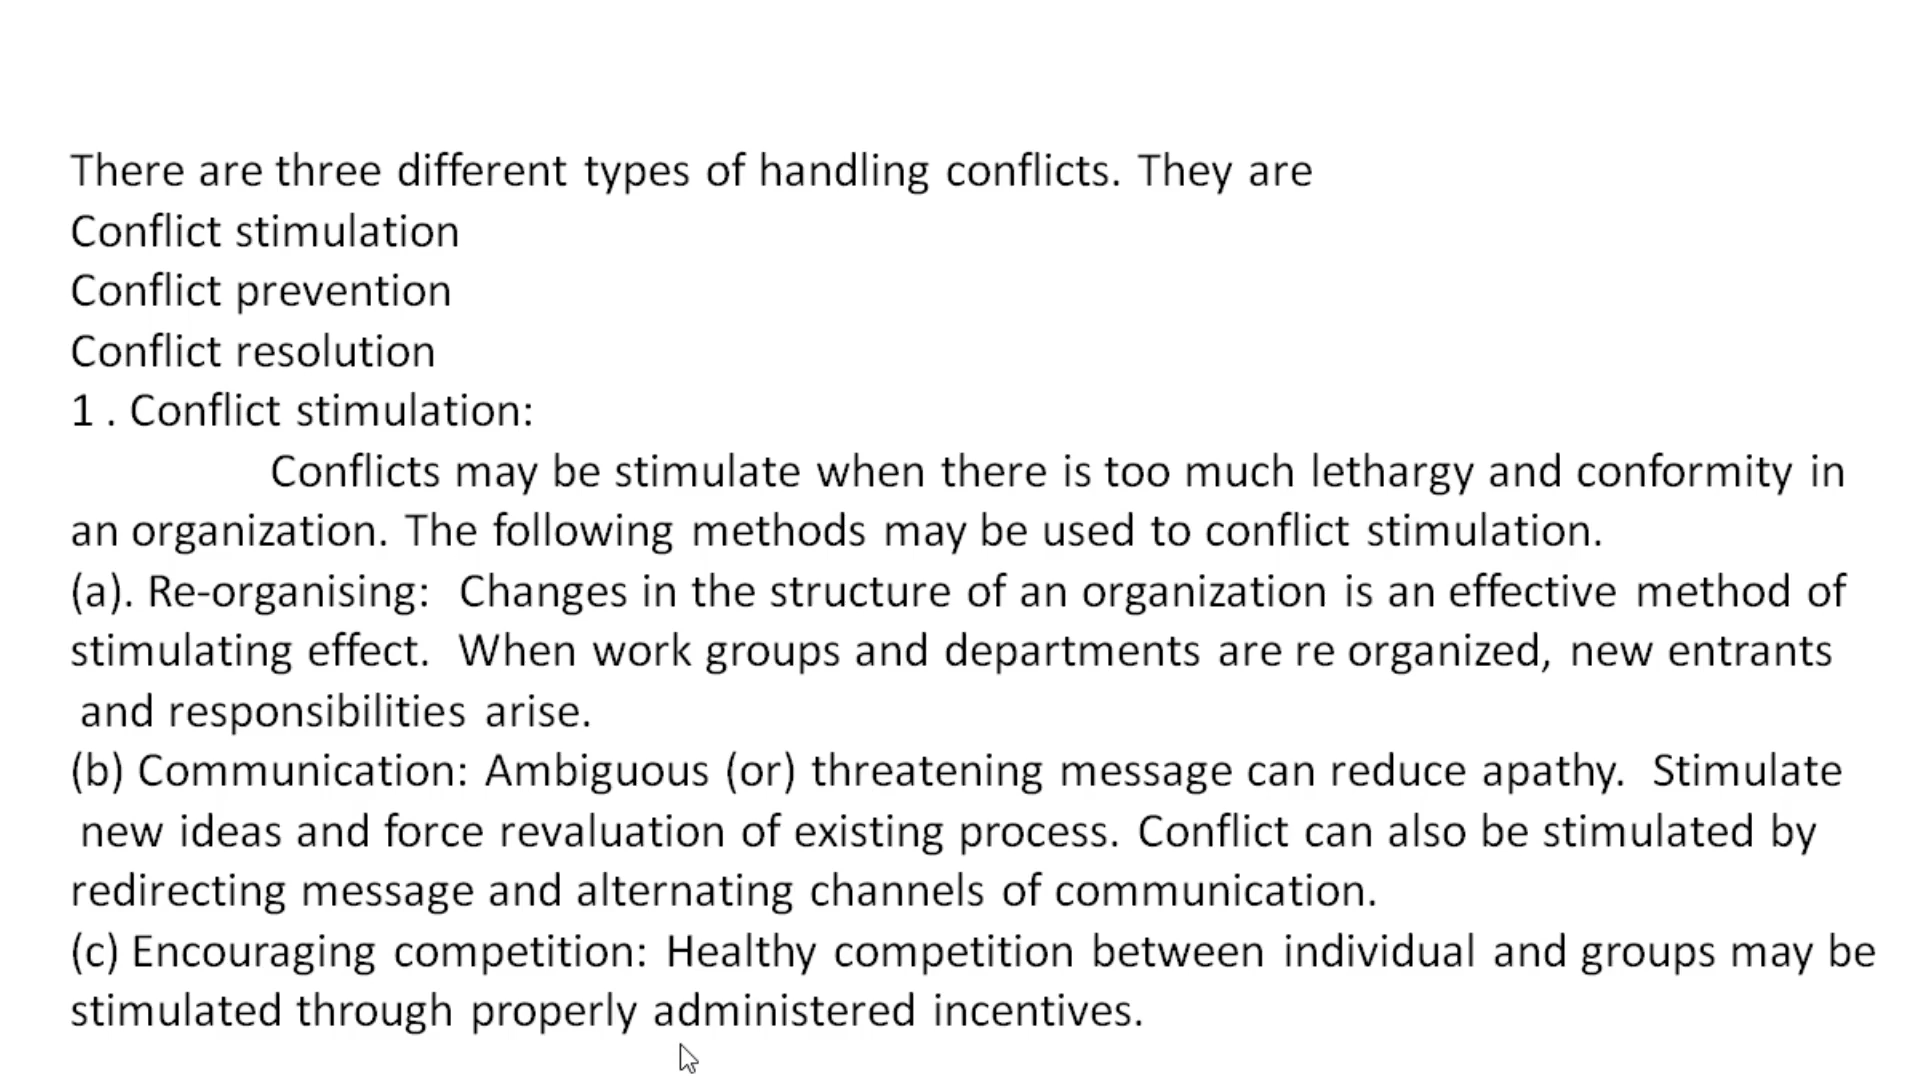 There are three different types of handling conflicts. They are
Conflict stimulation
Conflict prevention
Conflict resolution
1 . Conflict stimulation:
Conflicts may be stimulate when there is too much lethargy and conformity in
an organization. The following methods may be used to conflict stimulation.
(a). Re-organising: Changes in the structure of an organization is an effective method of
stimulating effect. When work groups and departments are re organized, new entrants
and responsibilities arise.
(b) Communication: Ambiguous (or) threatening message can reduce apathy. Stimulate
new ideas and force revaluation of existing process. Conflict can also be stimulated by
redirecting message and alternating channels of communication.
(c) Encouraging competition: Healthy competition between individual and groups may be
stimulated through properly administered incentives.